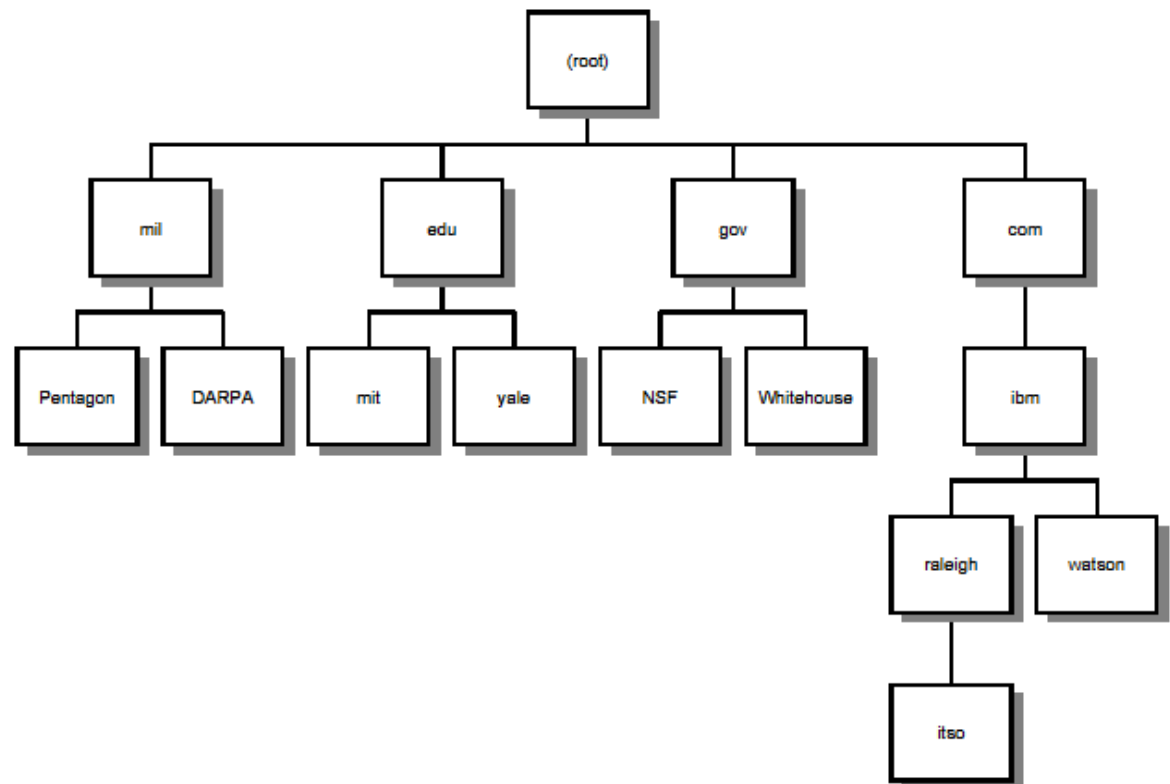 (root)
mil
edu
gov
com
Pentagon
DARPA
mit
yale
NSF
Whitehouse
ibm
raleigh
watson
itso